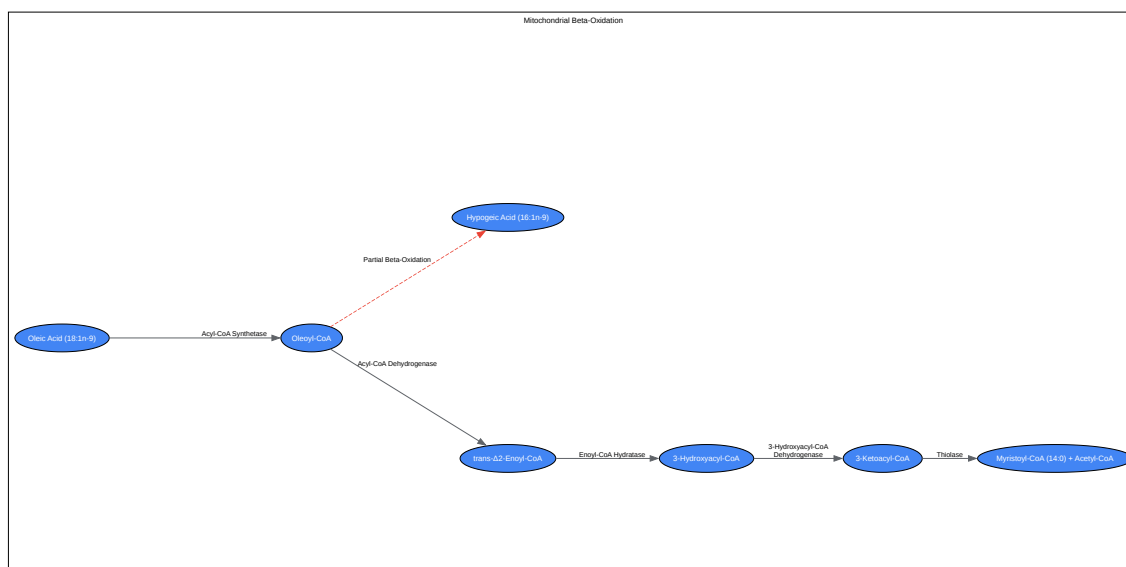 Mitochondrial Beta-Oxidation
Hypogeic Acid (16:1n-9)
Partial Beta-Oxidation
Oleic Acid (18:1n-9)
Acyl-CoA Synthetase
Oleoyl-CoA
Acyl-CoA Dehydrogenase
trans-Δ2-Enoyl-CoA
Enoyl-CoA Hydratase
3-Hydroxyacyl-CoA
3-Hydroxyacyl-CoA
Dehydrogenase
3-Ketoacyl-CoA
Thiolase
Myristoyl-CoA (14:0) + Acetyl-CoA